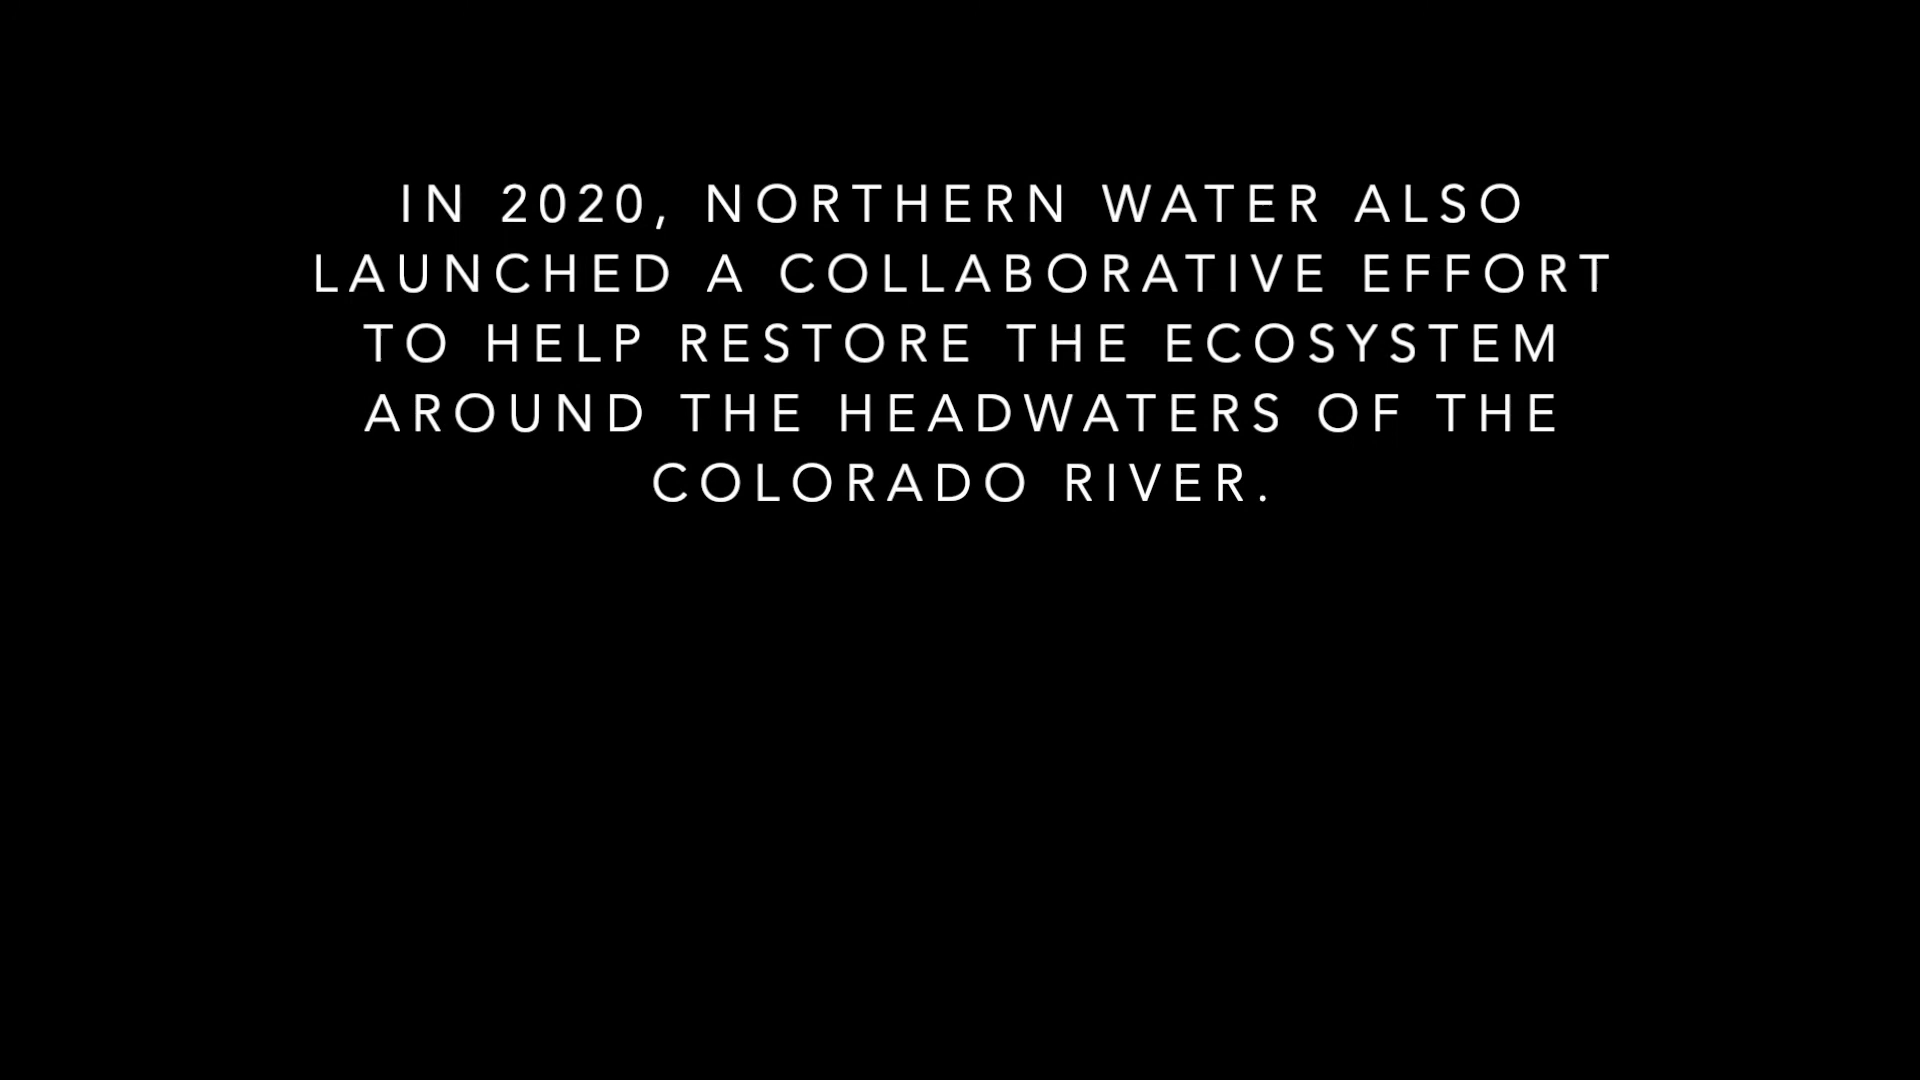 IN 2020, NORTHERN WATER ALSO
LAUNCHED A COLLABORATIVE EFFORT
TO HELP RESTORE THE ECOSYSTEM
AROUND THE HEADWATERS OF THE
COLORADO RIVER.